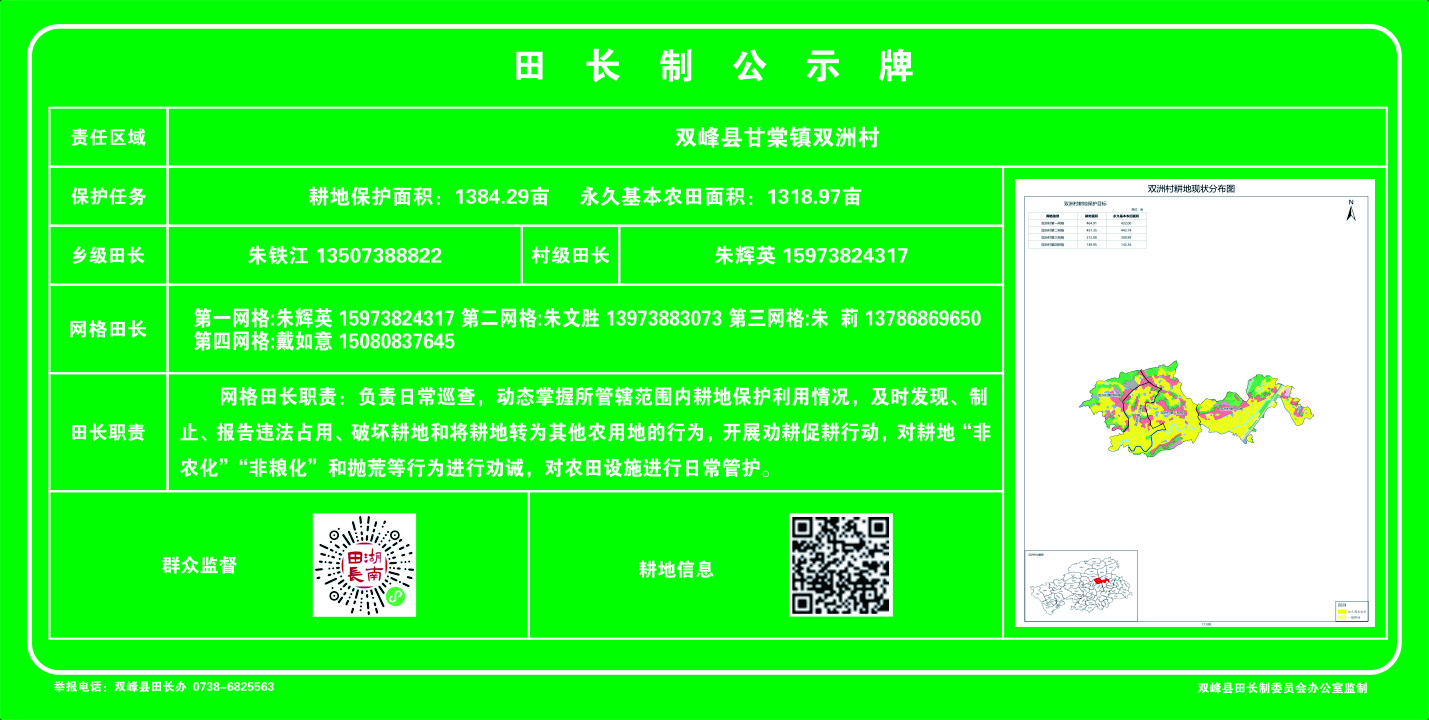 田长制公示牌
责任区域
双峰县甘棠镇双洲村
保护任务
耕地保护面积：1384.29亩 永久基本农田面积：1318.97亩
乡级田长
朱铁江 13507388822
村级田长
朱辉英 15973824317
网格田长
第一网格:朱辉英 15973824317 第二网格:朱文胜 13973883073 第三网格:朱 莉 13786869650
第四网格:戴如意 15080837645
田长职责
网格田长职责：负责日常巡查，动态掌握所管辖范围内耕地保护利用情况，及时发现、制
止、报告违法占用、破坏耕地和将耕地转为其他农用地的行为，开展劝耕促耕行动，对耕地“非
农化”“非粮化”和抛荒等行为进行劝诫，对农田设施进行日常管护。
群众监督
湖南田長
耕地信息
双洲村耕地现状分布图
双洲村耕地保护目标
N
举报电话：双峰县田长办 0738-6825563
双峰县田长制委员会办公室监制